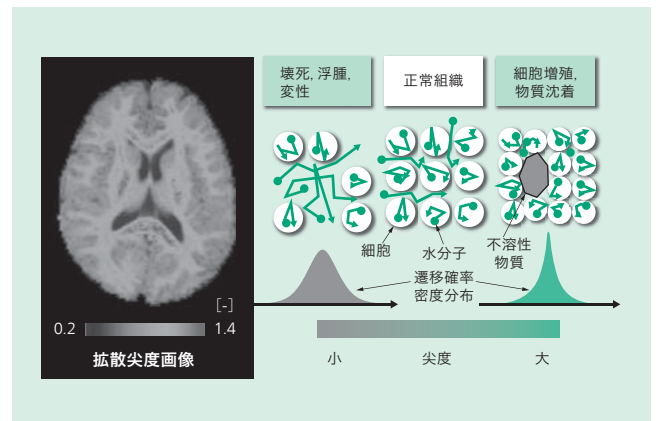 壊死, 浮腫,
変性
正常組織
細胞増殖,
物質沈着
細胞
水分子
不溶性
物質
遷移確率
密度分布
[-]
0.2
1.4
拡散尖度画像
小
尖度
大